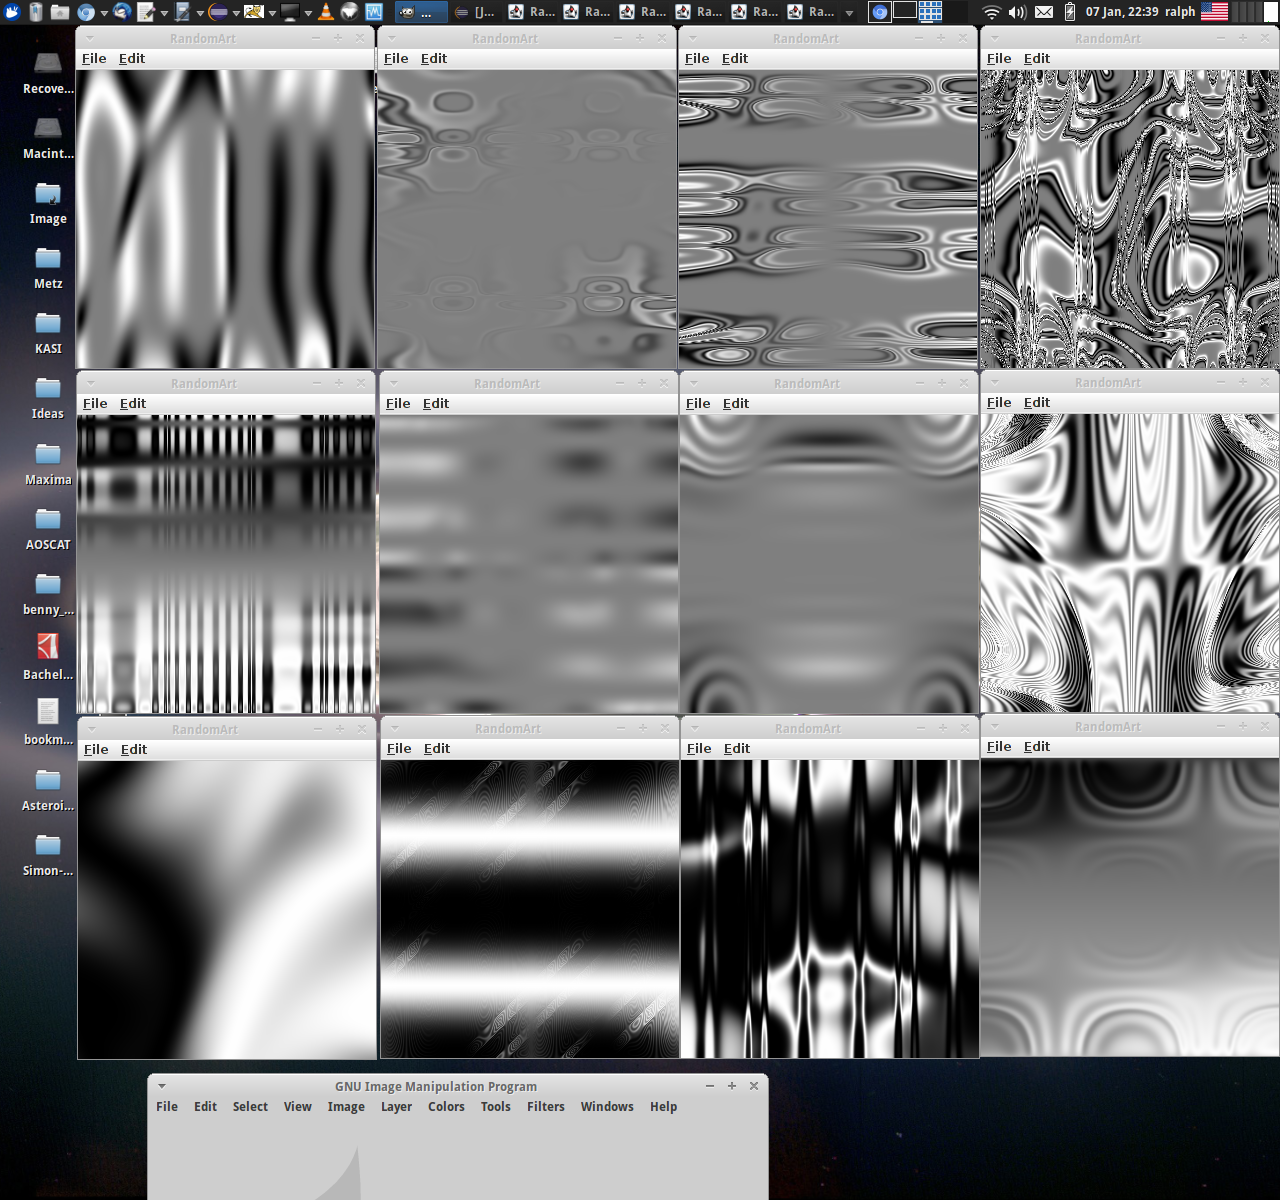 ... [J... Ra... Ra... Ra... Ra... Ra... Ra... 07 Jan, 22:39 ralph
Recove...
Macint...
Image
Metz
KASI
Ideas
Maxima
AOSCAT
benny_...
Bachel...
bookm...
Asteroi...
Simon-...
RandomArt RandomArt RandomArt RandomArt
File Edit File Edit File Edit File Edit
RandomArt RandomArt RandomArt RandomArt
File Edit File Edit File Edit File Edit
RandomArt RandomArt RandomArt RandomArt
File Edit File Edit File Edit File Edit
GNU Image Manipulation Program
File Edit Select View Image Layer Colors Tools Filters Windows Help